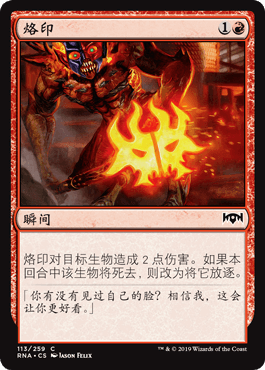 烙印 1
瞬间
烙印对目标生物造成2点伤害。如果本
回合中该生物将死去，则改为将它放逐。
「你有没有见过自己的脸？相信我，这会
让你更好看。」
113/259 C
RNA • CS Jason Felix
™ & © 2019 Wizards of the Coast